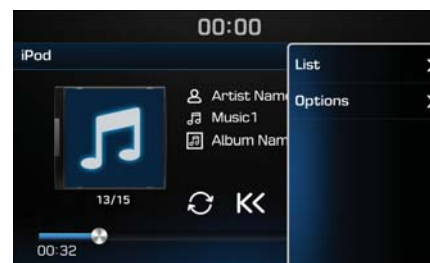 00:00
iPod
List
Artist Nam
Options
Music1
Album Nam
13/15
00:32